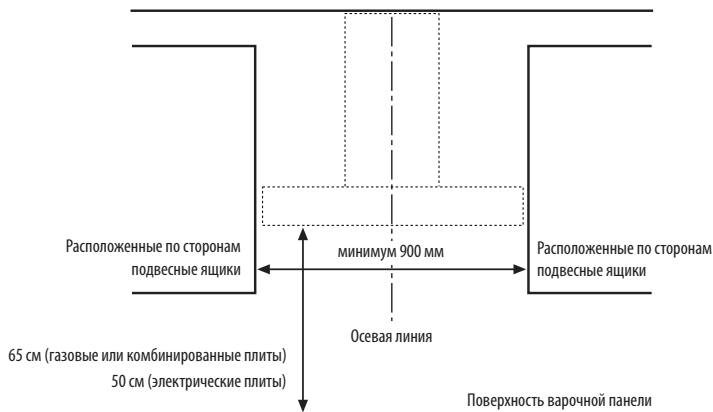 Расположенные по сторонам
подвесные ящики
минимум 900 мм
Расположенные по сторонам
подвесные ящики
Осевая линия
65 см (газовые или комбинированные плиты)
50 см (электрические плиты)
Поверхность варочной панели